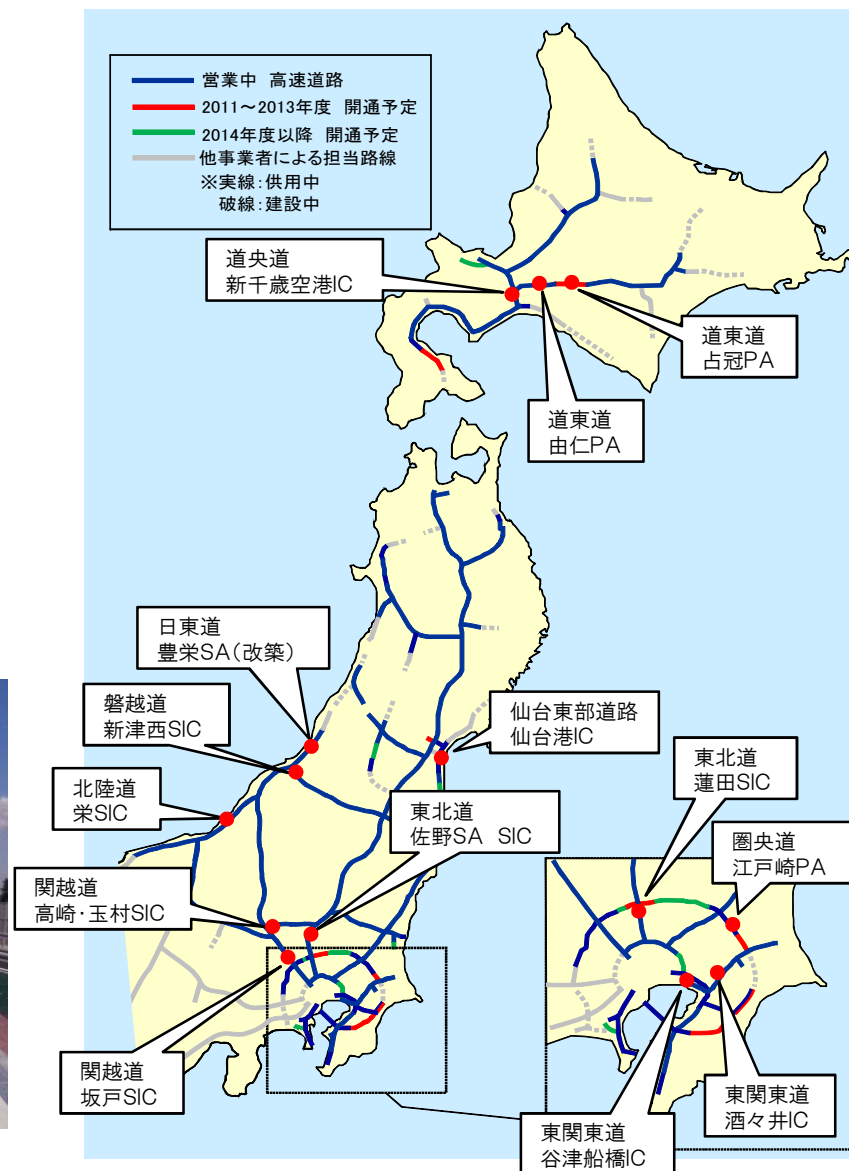 営業中 高速道路
2011~2013年度 開通予定
2014年度以降 開通予定
他事業者による担当路線
※実線:供用中
破線:建設中
道央道
新千歳空港IC
道東道
占冠PA
道東道
由仁PA
日東道
豊栄SA(改築)
磐越道
新津西SIC
仙台東部道路
仙台港IC
東北道
蓮田SIC
北陸道
栄SIC
東北道
佐野SA SIC
圏央道
江戸崎PA
関越道
高崎・玉村SIC
関越道
坂戸SIC
東関東道
酒々井IC
東関東道
谷津船橋IC